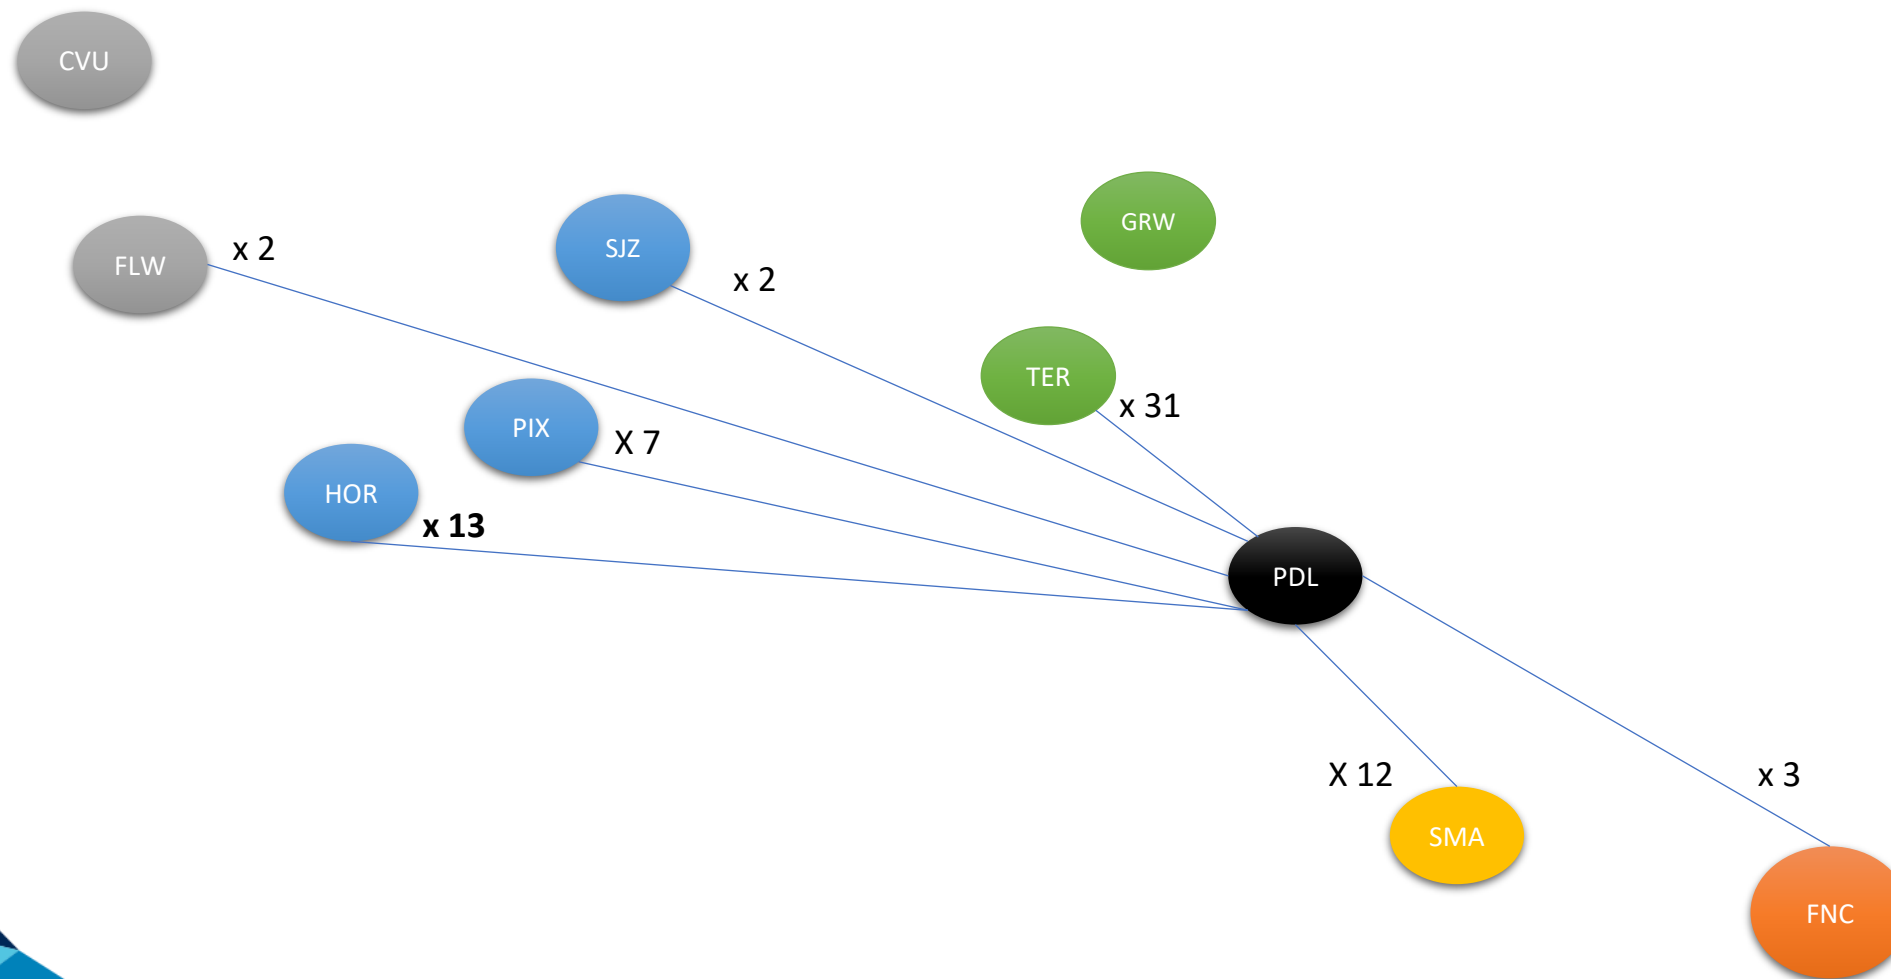 CVU
GRW
SJZ
FLW
x 2
x 2
TER
x 31
PIX
X 7
HOR
x 13
PDL
X 12
x 3
SMA
FNC